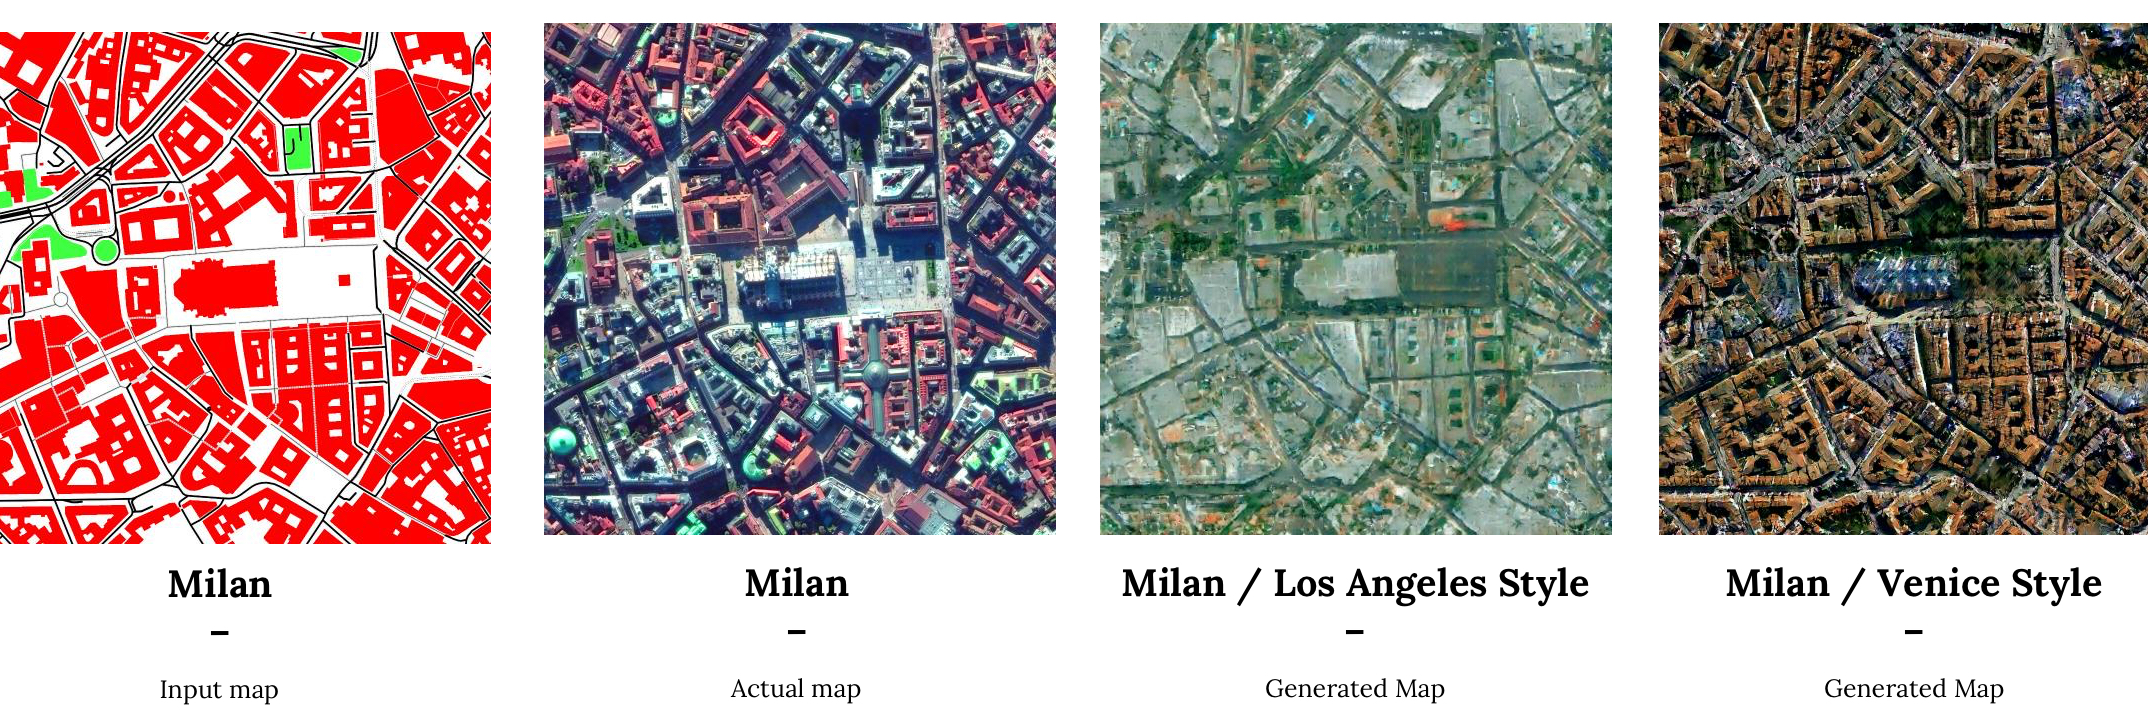 Milan
–
Input map
Milan
–
Actual map
Milan / Los Angeles Style
–
Generated Map
Milan / Venice Style
–
Generated Map